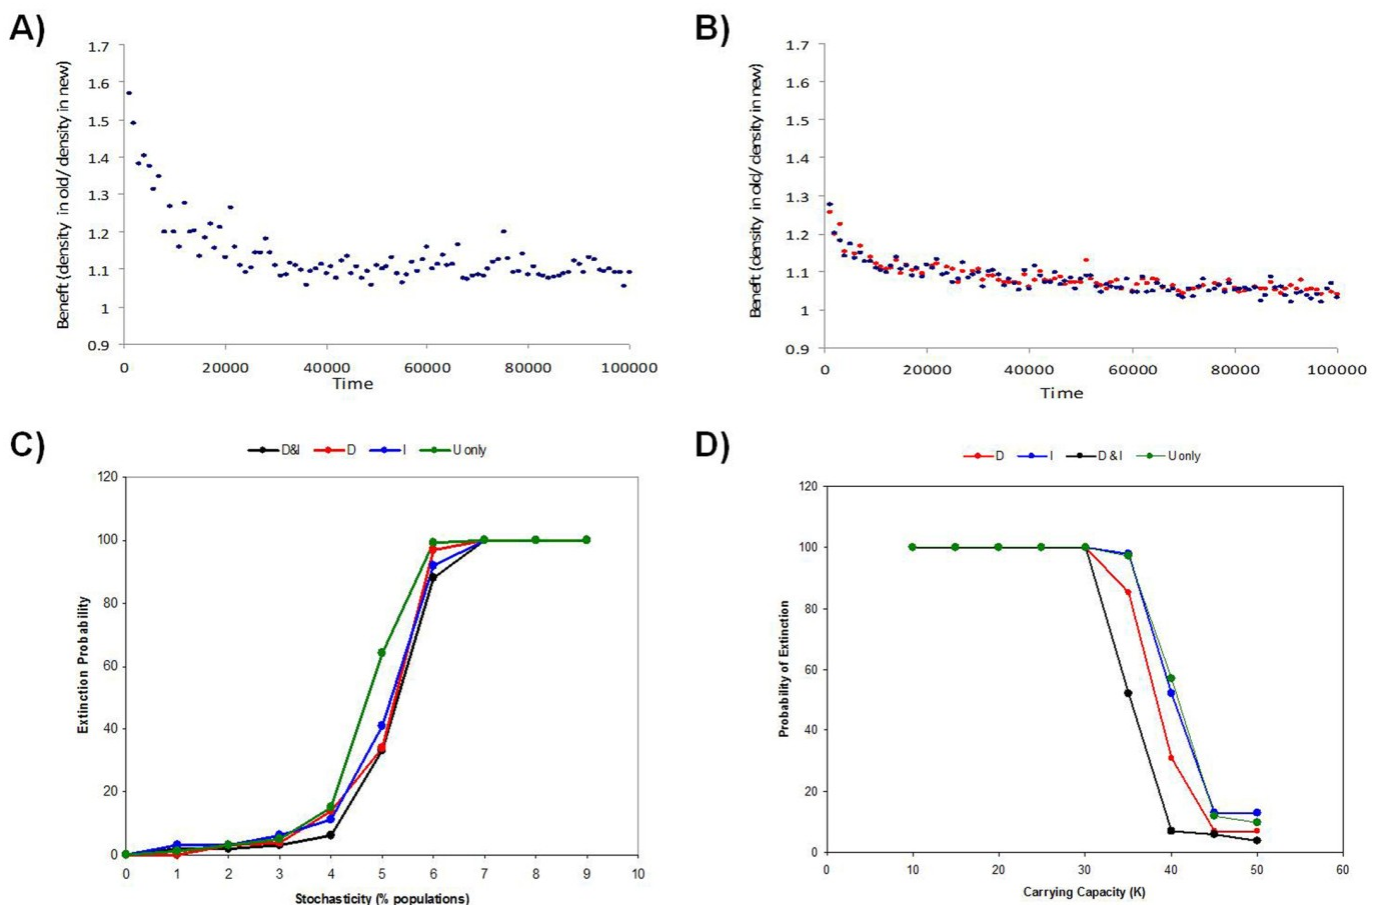 A)
Beneft (density in old/ density in new)
1.7
1.6
1.5
1.4
1.3
1.2
1.1
1
0.9
0 20000 40000 60000 80000 100000
Time
B)
Beneft (density in old/ density in new)
1.7
1.6
1.5
1.4
1.3
1.2
1.1
1
0.9
0 20000 40000 60000 80000 100000
Time
C)
D&I D I U only
Extinction Probability
120
100
80
60
40
20
0
0 1 2 3 4 5 6 7 8 9 10
Stochasticity (% populations)
D)
D I D & I U only
Probability of Extinction
120
100
80
60
40
20
0
0 10 20 30 40 50 60
Carrying Capacity (K)